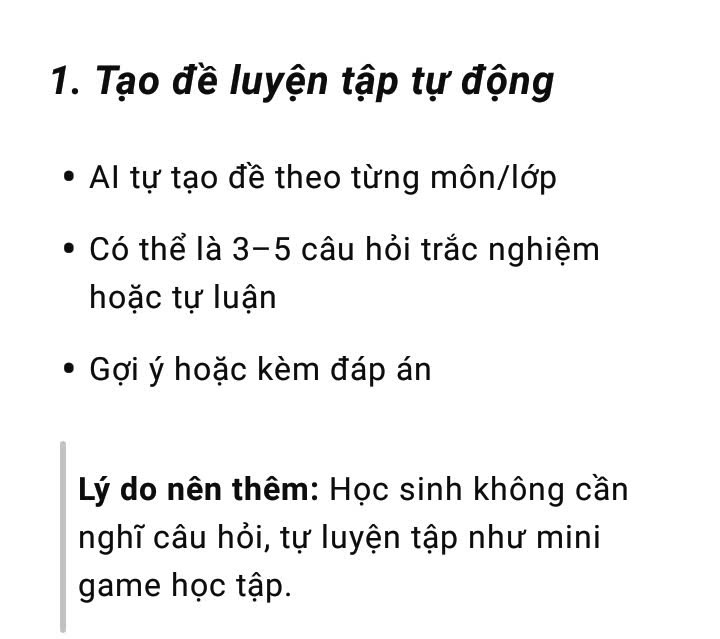 1. Tạo đề luyện tập tự động
• AI tự tạo đề theo từng môn/lớp
• Có thể là 3–5 câu hỏi trắc nghiệm
hoặc tự luận
• Gợi ý hoặc kèm đáp án
Lý do nên thêm: Học sinh không cần
nghĩ câu hỏi, tự luyện tập như mini
game học tập.